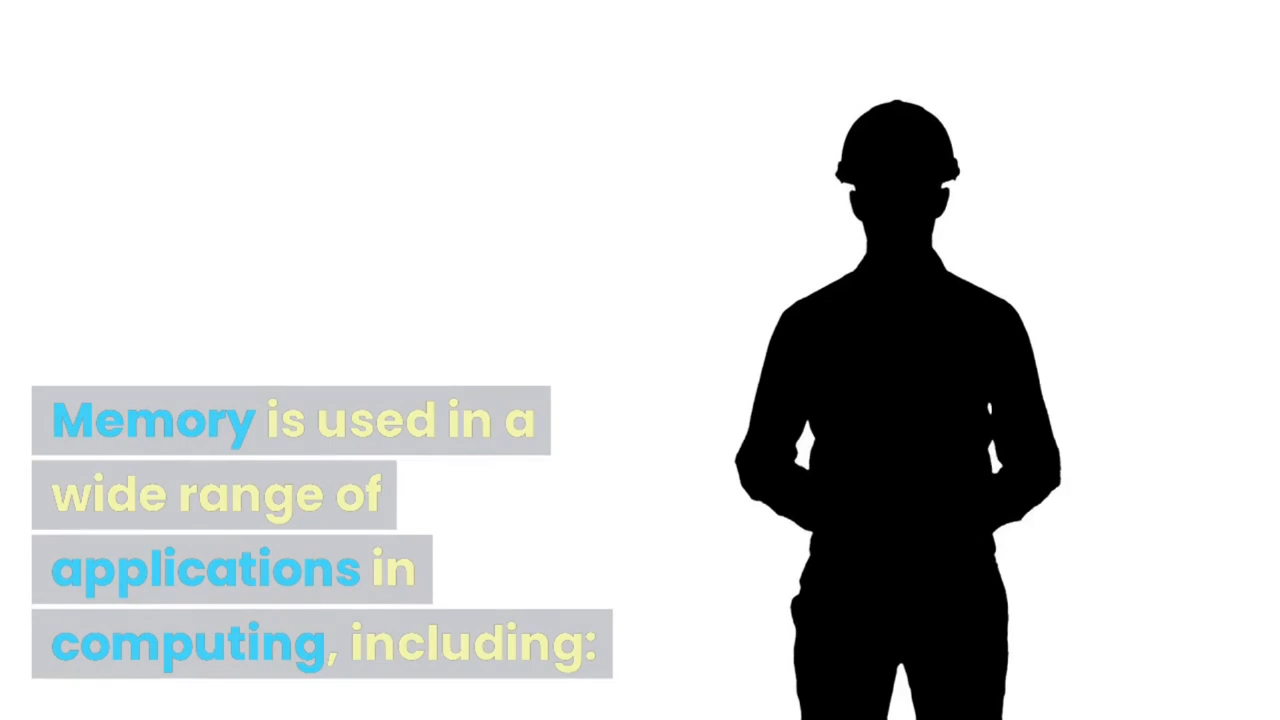 Memory is used in a
wide range of
applications in
computing, including: